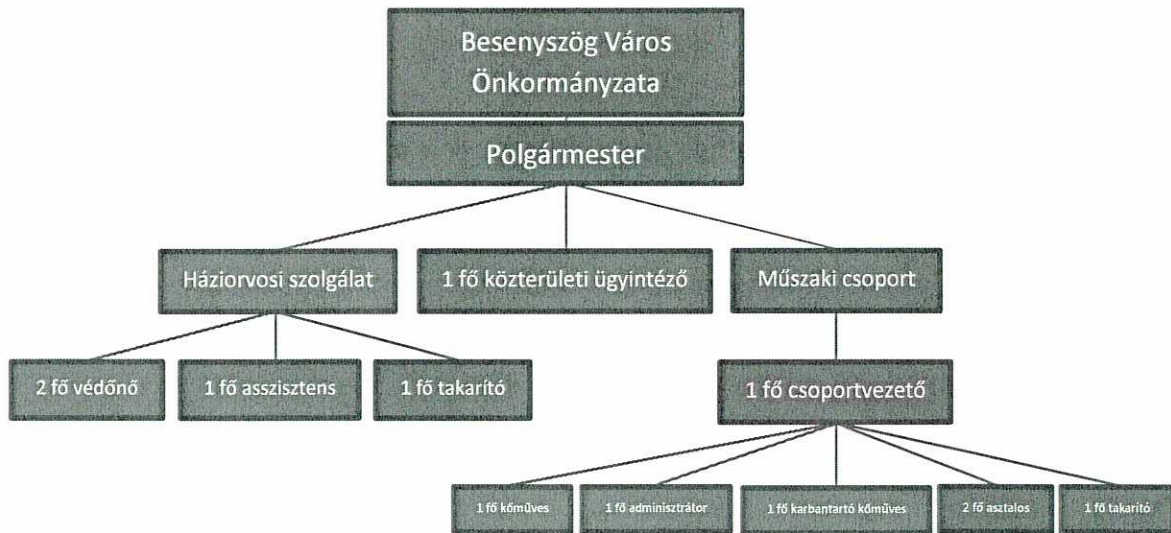 Besenyszög Város
Önkormányzata
Polgármester
Háziorvosi szolgálat
1 fő közterületi ügyintéző
Műszaki csoport
2 fő védőnő
1 fő asszisztens
1 fő takarító
1 fő csoportvezető
1 fő kőműves
1 fő adminisztrátor
1 fő karbantartó kőműves
2 fő asztalos
1 fő takarító